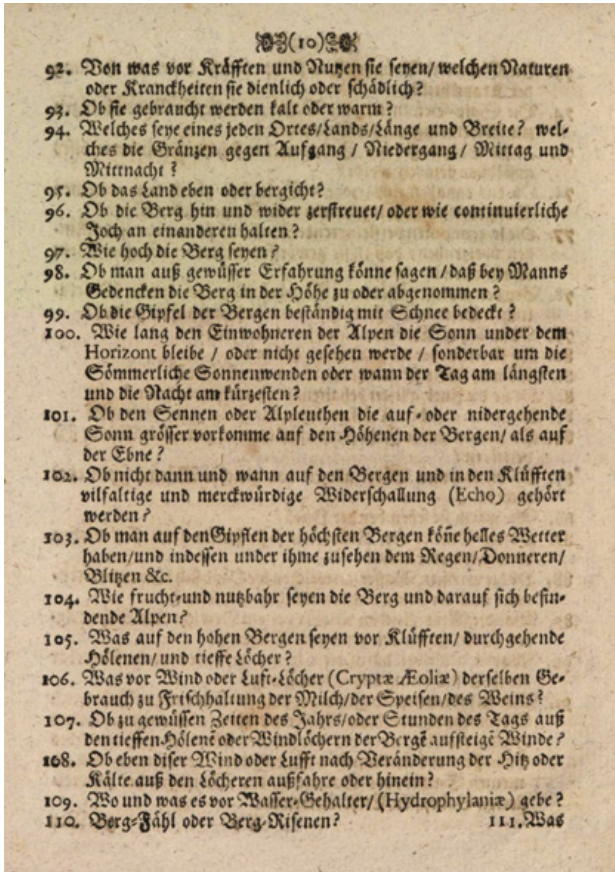 (10)
92. Von was vor Kräfften und Nutzen sie seyen/ welchen Naturen
oder Kranckheiten sie dienlich oder schädlich?
93. Ob sie gebraucht werden kalt oder warm?
94. Welches seye eines jeden Ortes/Lands/Länge und Breite? wel-
ches die Gränzen gegen Aufgang / Niedergang / Mittag und
Mittnacht?
95. Ob das Land eben oder bergicht?
96. Ob die Berg hin und wider zerstreuet/ oder wie continuierliche
Joch an einanderen halten?
97. Wie hoch die Berg seyen?
98. Ob man auß gewüsser Erfahrung könne sagen / daß bey Manns
Gedencken die Berg in der Höhe zu oder abgenommen?
99. Ob die Gipfel der Bergen beständig mit Schnee bedeckt?
100. Wie lang den Einwohneren der Alpen die Sonn under dem
Horizont bleibe / oder nicht gesehen werde / sonderbar um die
Sömmerliche Sonnenwenden oder wann der Tag am längsten
und die Nacht am kürzesten?
101. Ob den Sennen oder Alpleuthen die auf- oder nidergehende
Sonn grösser vorkomme auf den Höhenen der Bergen/ als auf
der Ebne?
102. Ob nicht dann und wann auf den Bergen und in den Klüfften
vilfaltige und merckwürdige Widerschallung (Echo) gehört
werden?
103. Ob man auf den Gipflen der höchsten Bergen köñe helles Wetter
haben/und indessen under ihme zusehen dem Regen/Donneren/
Blitzen &c.
104. Wie frucht-und nutzbahr seyen die Berg und darauf sich befin-
dende Alpen?
105. Was auf den hohen Bergen seyen vor Klüfften/ durchgehende
Hölenen/ und tieffe Löcher?
106. Was vor Wind oder Luft-Löcher (Cryptæ Æoliæ) derselben Ge-
brauch zu Frischhaltung der Milch/der Speisen/des Weins?
107. Ob zu gewüssen Zeiten des Jahrs/oder Stunden des Tags auß
den tieffen Hölenẽ oder Windlöchern der Bergẽ aufsteigẽ Winde?
108. Ob eben diser Wind oder Lufft nach Veränderung der Hitz oder
Kälte auß den Löcheren außfahre oder hinein?
109. Wo und was es vor Wasser-Gehalter/ (Hydrophylaniæ) gebe?
110. Berg-Fähl oder Berg-Risenen? 111. Was